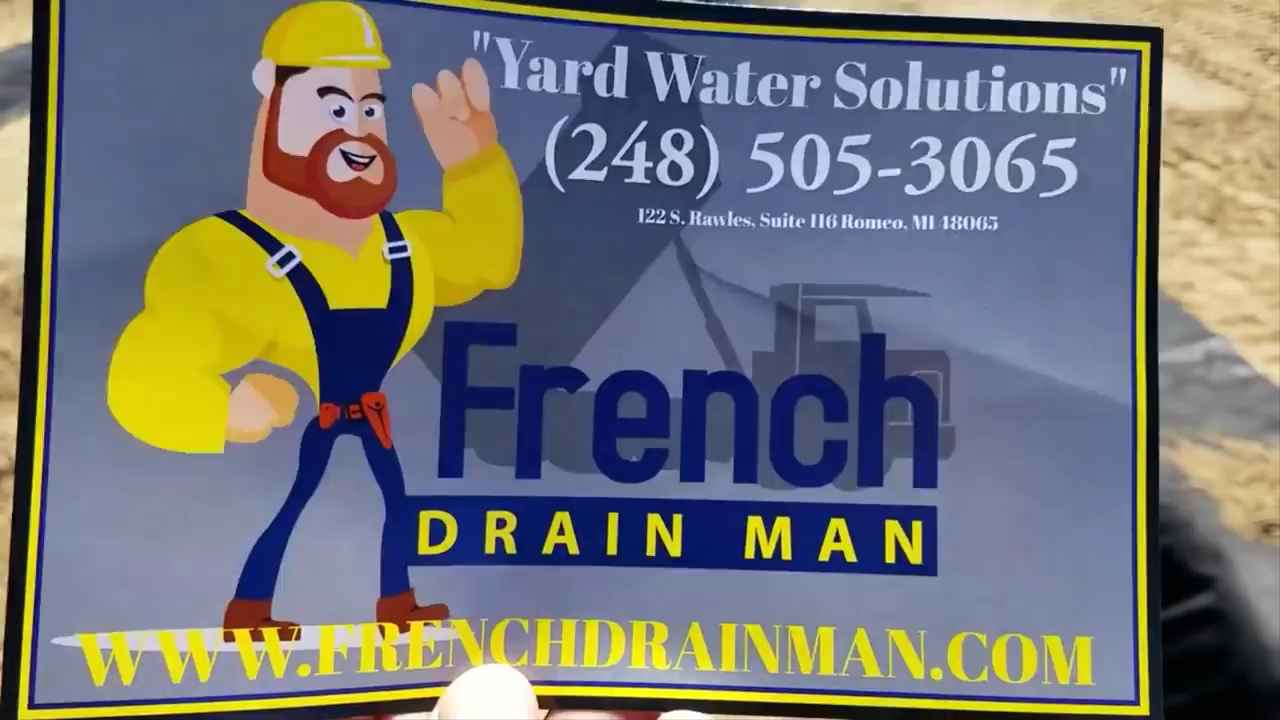 "Yard Water Solutions"
(248) 505-3065
122 S. Rawles, Suite 116 Romeo, MI 48065
French
DRAIN MAN
WWW.FRENCHDRAINMAN.COM